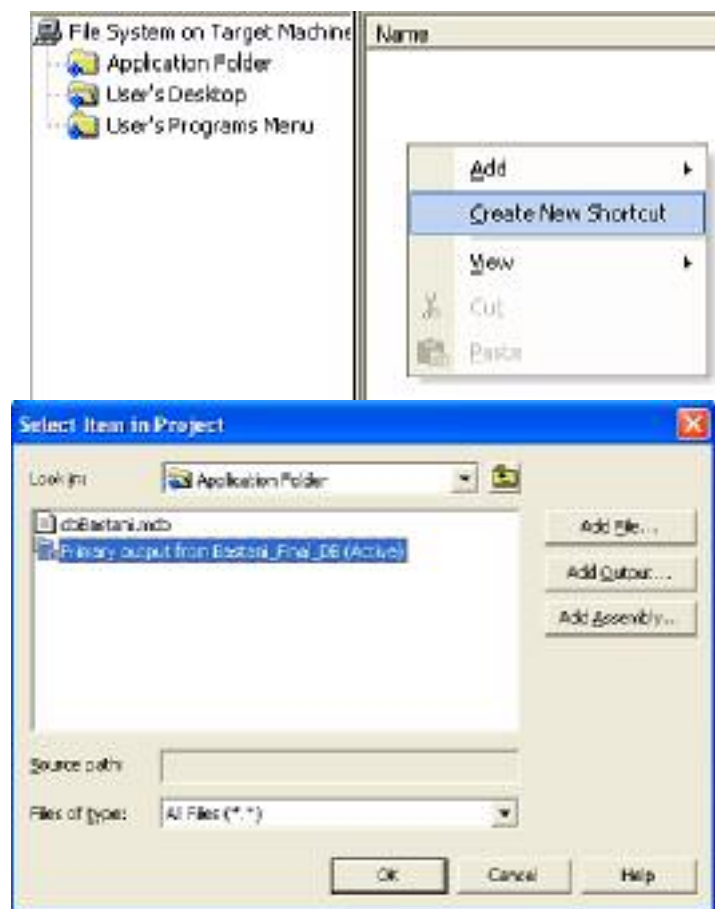 File System on Target Machine
Application Folder
User's Desktop
User's Programs Menu
Name
Add
Create New Shortcut
View
Cut
Paste
Select Item in Project
Look in:
Application Folder
dbBastani.mdb
Primary output from Bastani_Final_DB (Active)
Add File...
Add Output...
Add Assembly...
Source path:
Files of type:
All Files (*.*)
OK
Cancel
Help